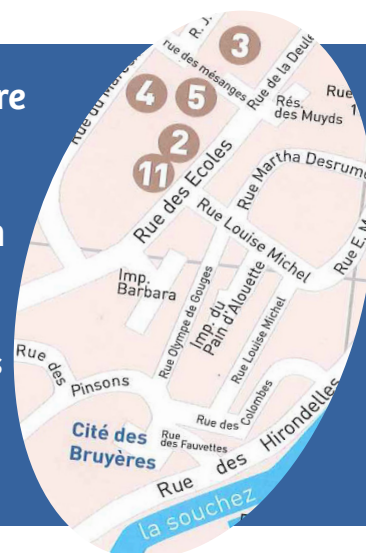 re
n
s
R. J.
3
rue des mésanges
Rue de la Deule
Rue du Marais
4
5
Rés.
des Muyds
Rue
1
2
11
Rue des Ecoles
Rue Martha Desrum
Rue Louise Michel
Rue E. M
Imp.
Barbara
Rue Olympe de Gouges
Imp. du
Pain d'Alouette
Rue Louise Michel
Rue des
Pinsons
Rue des Colombes
Cité des
Bruyères
Rue
des Fauvettes
Rue des Hirondelles
la souchez